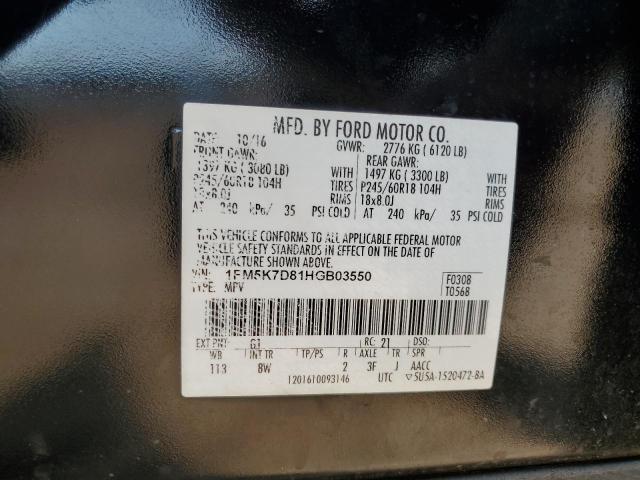 MFD. BY FORD MOTOR CO.
DATE: 10/16 GVWR: 2776 KG ( 6120 LB)
FRONT GAWR: REAR GAWR:
1397 KG ( 3080 LB) 1497 KG ( 3300 LB)
P245/60R18 104H TIRES WITH P245/60R18 104H TIRES WITH
18x8.0J RIMS 18x8.0J RIMS
AT 240 kPa/ 35 PSI COLD AT 240 kPa/ 35 PSI COLD
THIS VEHICLE CONFORMS TO ALL APPLICABLE FEDERAL MOTOR
VEHICLE SAFETY STANDARDS IN EFFECT ON THE DATE OF
MANUFACTURE SHOWN ABOVE.
VIN: 1FM5K7D81HGB03550 F0308
TYPE: MPV T0568
EXT PNT: G1 RC: 21 DSO:
WB INT TR TP/PS R AXLE TR SPR
113 8W 2 3F J AACC
1201610093146 UTC ▽5U5A-1520472-BA